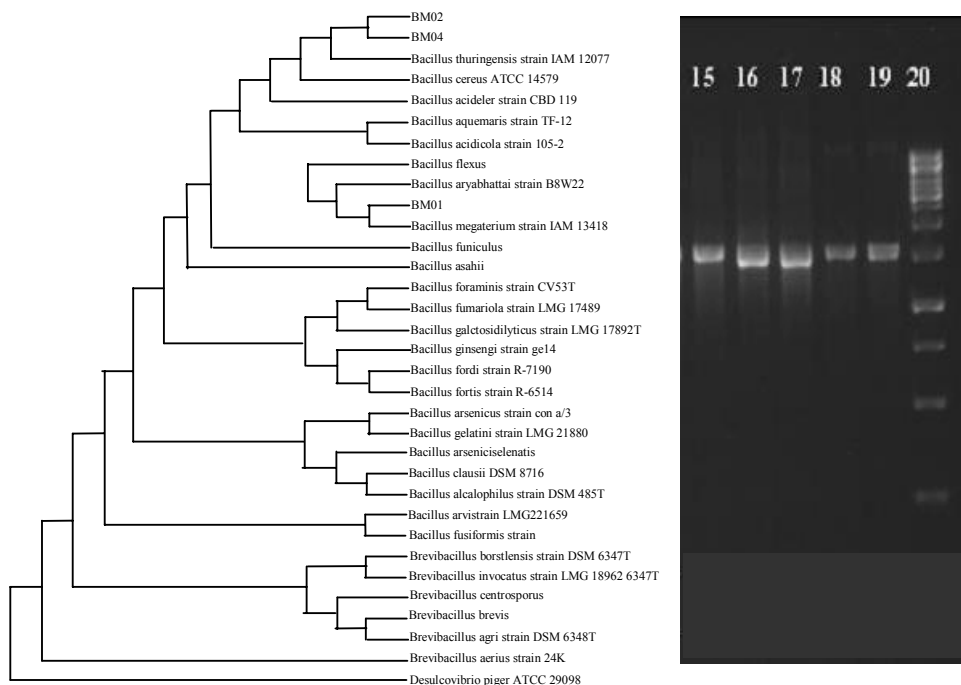 BM02
BM04
Bacillus thuringensis strain IAM 12077
Bacillus cereus ATCC 14579
Bacillus acideler strain CBD 119
Bacillus aquemaris strain TF-12
Bacillus acidicola strain 105-2
Bacillus flexus
Bacillus aryabhattai strain B8W22
BM01
Bacillus megaterium strain IAM 13418
Bacillus funiculus
Bacillus asahii
Bacillus foraminis strain CV53T
Bacillus fumariola strain LMG 17489
Bacillus galctosidilyticus strain LMG 17892T
Bacillus ginsengi strain ge14
Bacillus fordi strain R-7190
Bacillus fortis strain R-6514
Bacillus arsenicus strain con a/3
Bacillus gelatini strain LMG 21880
Bacillus arseniciselenatis
Bacillus clausii DSM 8716
Bacillus alcalophilus strain DSM 485T
Bacillus arvistrain LMG221659
Bacillus fusiformis strain
Brevibacillus borstlensis strain DSM 6347T
Brevibacillus invocatus strain LMG 18962 6347T
Brevibacillus centrosporus
Brevibacillus brevis
Brevibacillus agri strain DSM 6348T
Brevibacillus aerius strain 24K
Desulcovibrio piger ATCC 29098
15 16 17 18 19 20